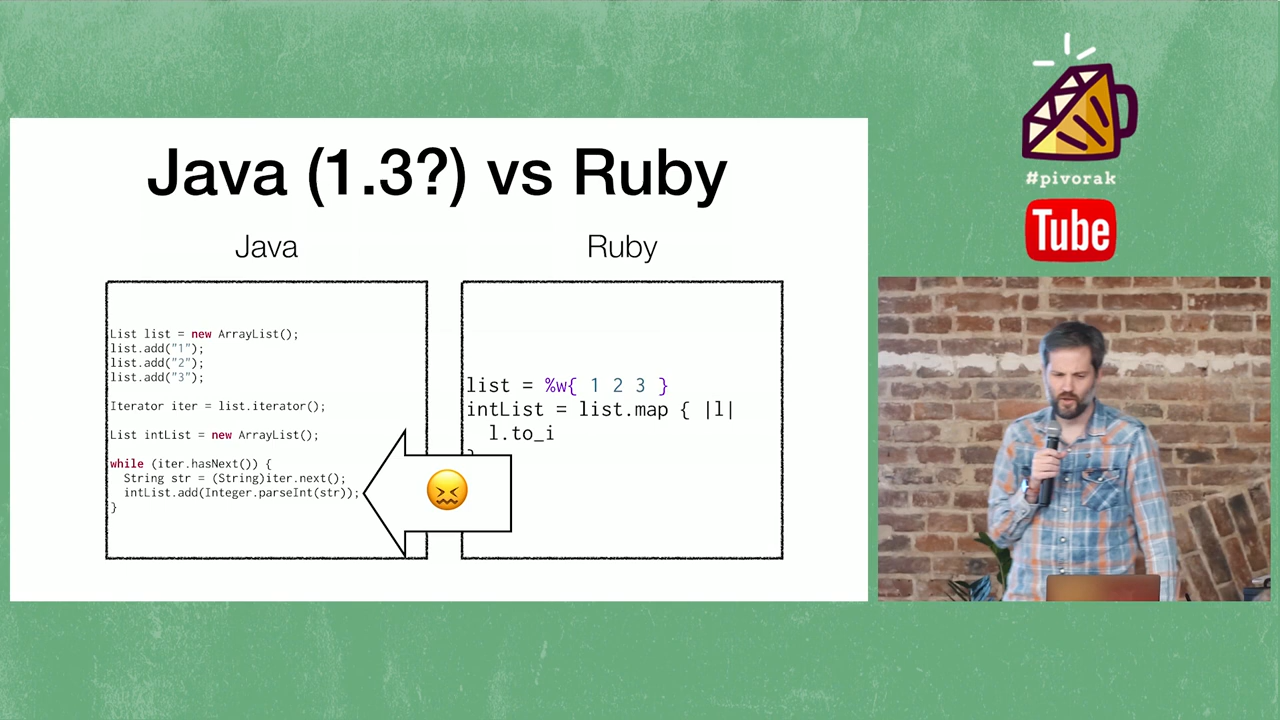 Java (1.3?) vs Ruby
Java
List list = new ArrayList();
list.add("1");
list.add("2");
list.add("3");
Iterator iter = list.iterator();
List intList = new ArrayList();
while (iter.hasNext()) {
String str = (String)iter.next();
intList.add(Integer.parseInt(str));
}
Ruby
list = %w{ 1 2 3 }
intList = list.map { |l|
l.to_i
}
#pivorak
Tube